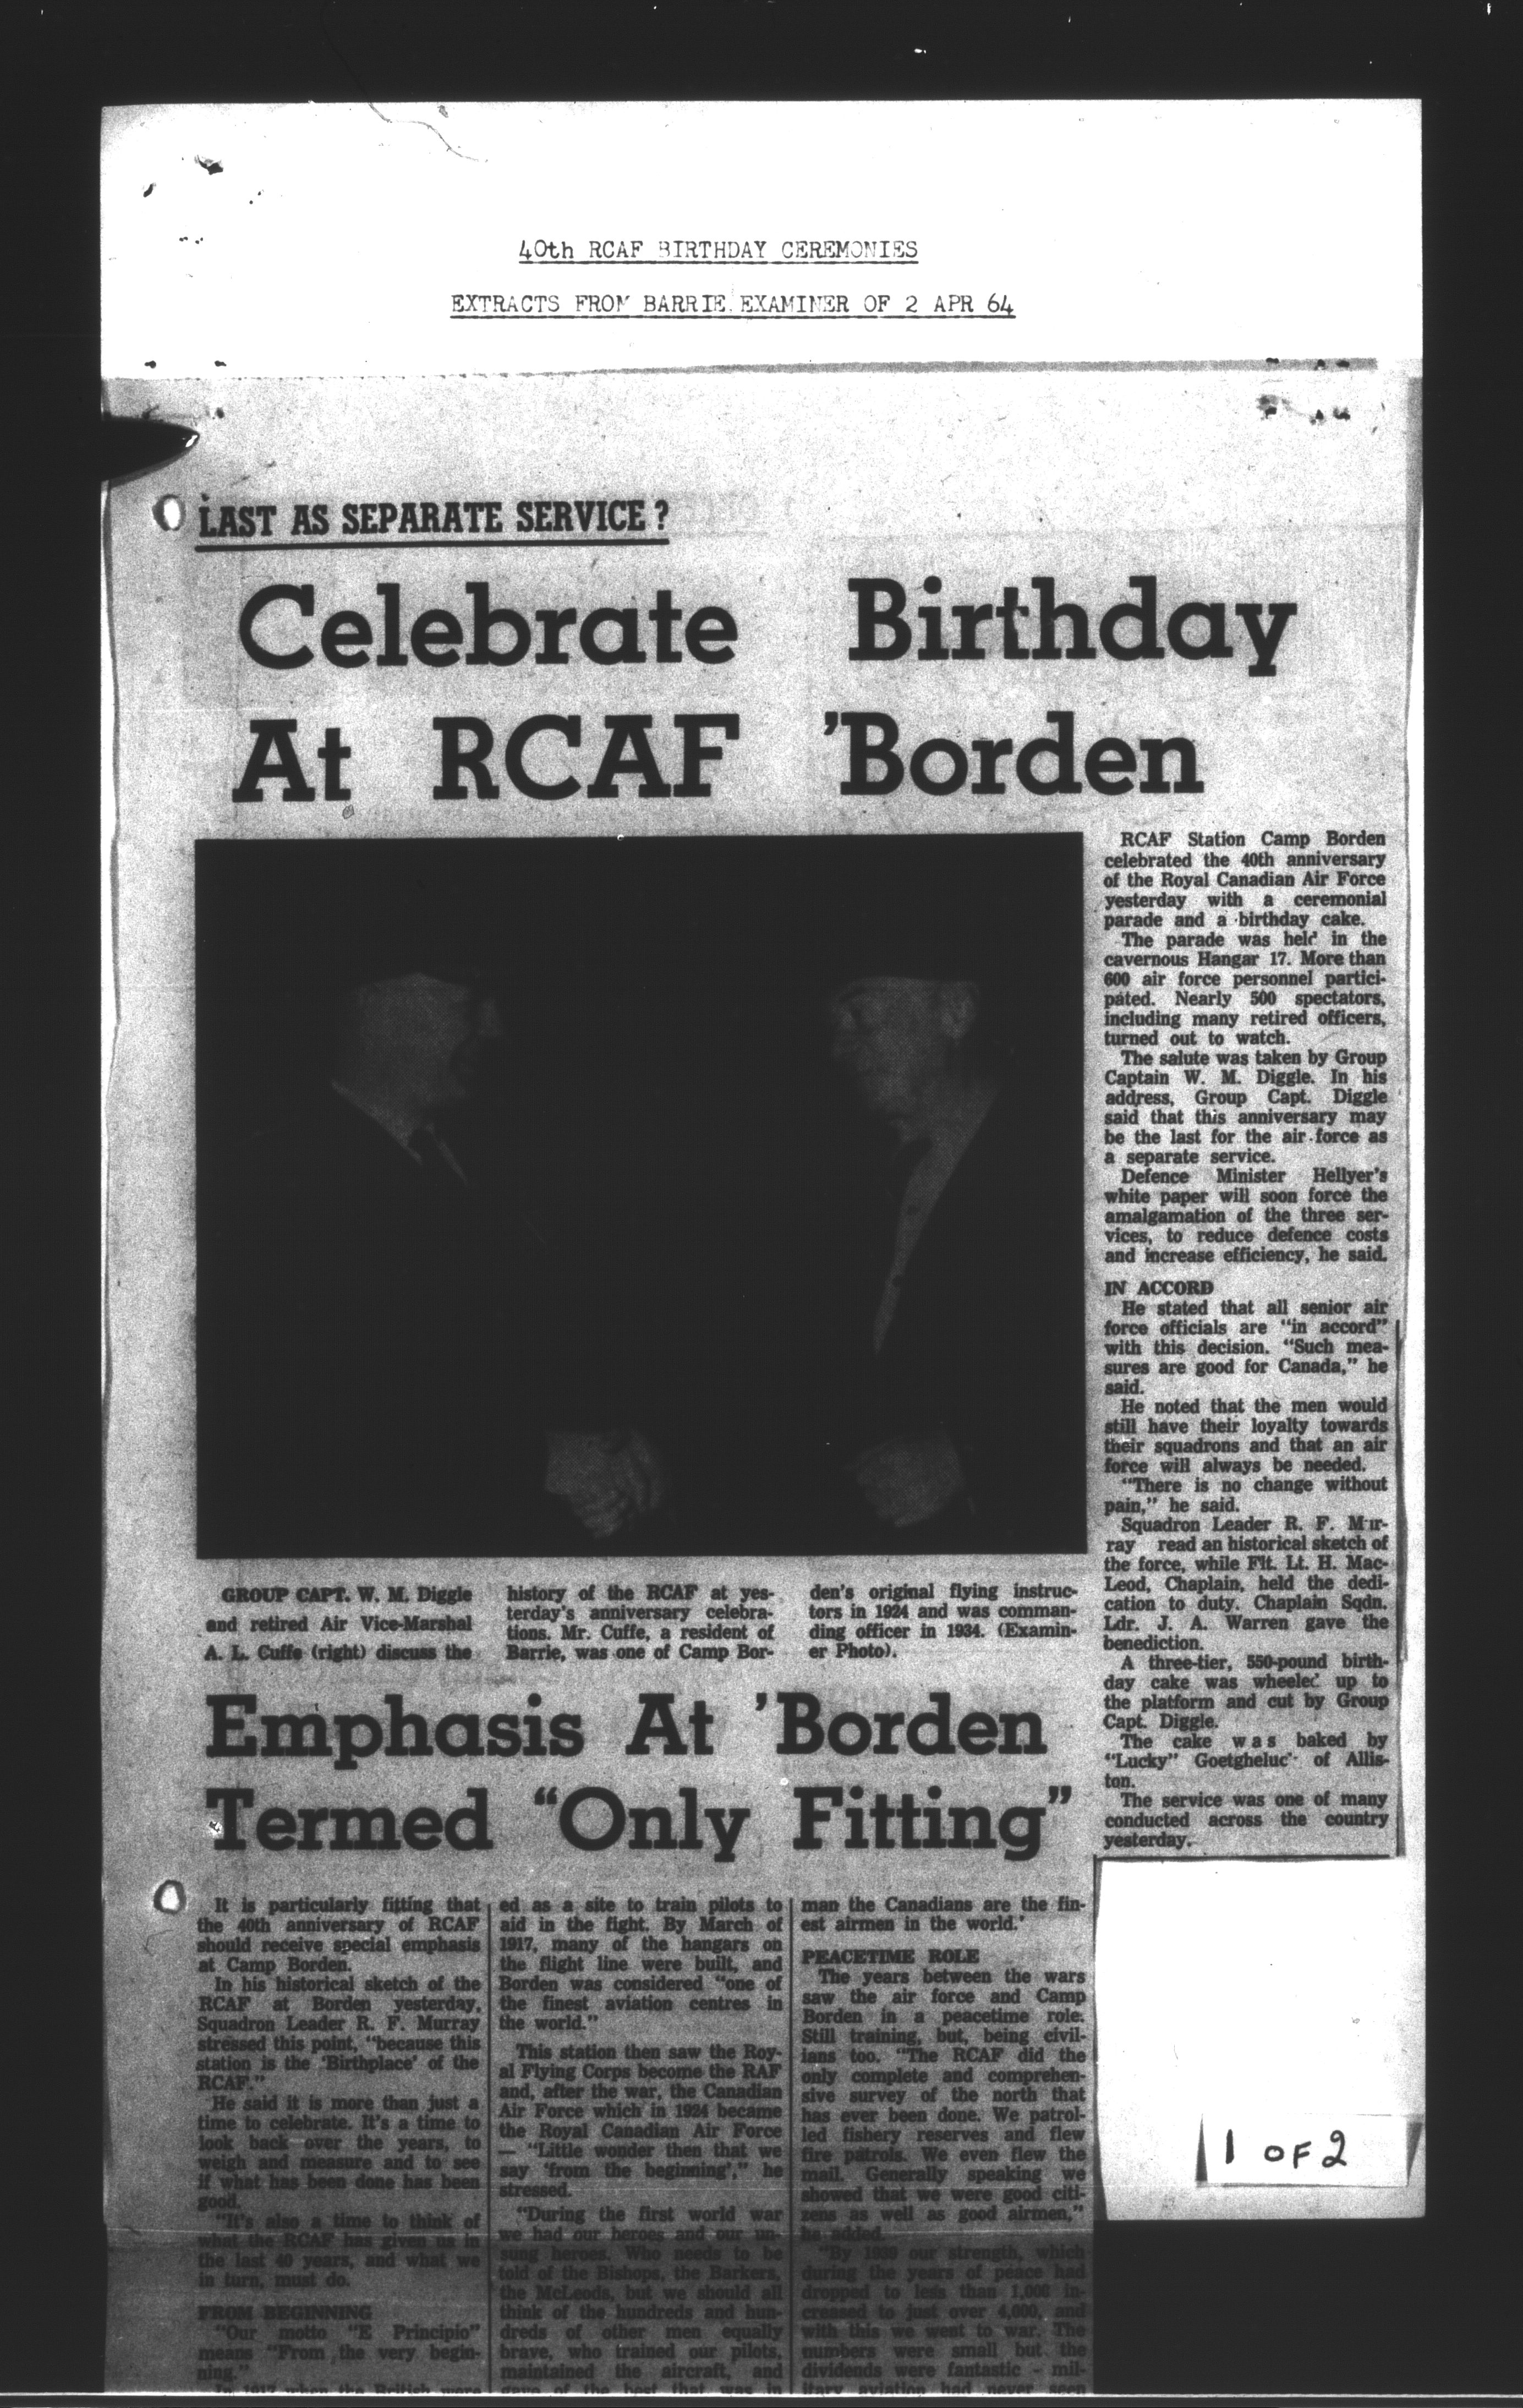 40th RCAF BIRTHDAY CEREMONIES
EXTRACTS FROM BARRIE EXAMINER OF 2 APR 64
LAST AS SEPARATE SERVICE?
Celebrate Birthday
At RCAF 'Borden
RCAF Station Camp Borden
celebrated the 40th anniversary
of the Royal Canadian Air Force
yesterday with a ceremonial
parade and a birthday cake.
The parade was held in the
cavernous Hangar 17. More than
600 air force personnel partici-
pated. Nearly 500 spectators,
including many retired officers,
turned out to watch.
The salute was taken by Group
Captain W. M. Diggle. In his
address, Group Capt. Diggle
said that this anniversary may
be the last for the air force as
a separate service.
Defence Minister Hellyer's
white paper will soon force the
amalgamation of the three ser-
vices, to reduce defence costs
and increase efficiency, he said.
IN ACCORD
He stated that all senior air
force officials are "in accord"
with this decision. "Such mea-
sures are good for Canada," he
said.
He noted that the men would
still have their loyalty towards
their squadrons and that an air
force will always be needed.
"There is no change without
pain," he said.
Squadron Leader R. F. Mur-
ray read an historical sketch of
the force, while Flt. Lt. H. Mac-
Leod, Chaplain, held the dedi-
cation to duty. Chaplain Sqdn.
Ldr. J. A. Warren gave the
benediction.
A three-tier, 550-pound birth-
day cake was wheeled up to
the platform and cut by Group
Capt. Diggle.
The cake was baked by
"Lucky" of Allis-
ton.
The service was one of many
conducted across the country
yesterday.
GROUP CAPT. W. M. Diggle
and retired Air Vice-Marshal
A. L. Cuffe (right) discuss the
history of the RCAF at yes-
terday's anniversary celebra-
tions. Mr. Cuffe, a resident of
Barrie, was one of Camp Bor-
den's original flying instruc-
tors in 1924 and was comman-
ding officer in 1934. (Examin-
er Photo).
Emphasis At 'Borden
Termed "Only Fitting"
It is particularly fitting that
the 40th anniversary of RCAF
should receive special emphasis
at Camp Borden.
In his historical sketch of the
RCAF at Borden yesterday,
Squadron Leader R. F. Murray
stressed this point, "because this
station is the 'Birthplace' of the
RCAF."
He said it is more than just a
time to celebrate. It's a time to
look back over the years, to
weigh and measure and to see
if what has been done has been
good.
"It's also a time to think of
what the RCAF has given us in
the last 40 years, and what we
in turn, must do.
FROM BEGINNING
"Our motto "E Principio"
means "From the very begin-
ning."
In 1917 when the British were
ed as a site to train pilots to
aid in the fight. By March of
1917, many of the hangars on
the flight line were built, and
Borden was considered "one of
the finest aviation centres in
the world."
This station then saw the Roy-
al Flying Corps become the RAF
and, after the war, the Canadian
Air Force which in 1924 became
the Royal Canadian Air Force
— "Little wonder then that we
say 'from the beginning'," he
stressed.
"During the first world war
we had our heroes and our un-
sung heroes. Who needs to be
told of the Bishops, the Barkers,
the McLeods, but we should all
think of the hundreds and hun-
dreds of other men equally
brave, who trained our pilots,
maintained the aircraft, and
gave of the best that was in
man the Canadians are the fin-
est airmen in the world.'
PEACETIME ROLE
The years between the wars
saw the air force and Camp
Borden in a peacetime role.
Still training, but, being civil-
ians too. "The RCAF did the
only complete and comprehen-
sive survey of the north that
has ever been done. We patrol-
led fishery reserves and flew
fire patrols. We even flew the
mail. Generally speaking we
showed that we were good citi-
zens as well as good airmen,"
he added.
"By 1939 our strength, which
during the years of peace had
dropped to less than 1,000 in-
creased to just over 4,000, and
with this we went to war. The
numbers were small but the
dividends were fantastic - mil-
itary aviation had never seen
1 OF 2